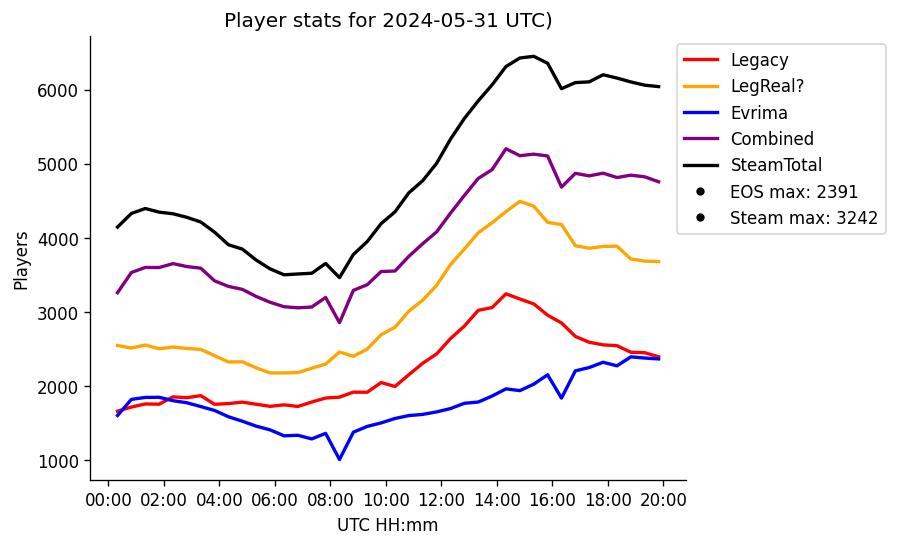 Player stats for 2024-05-31 UTC)
Legacy
LegReal?
Evrima
Combined
SteamTotal
EOS max: 2391
Steam max: 3242
Players
6000
5000
4000
3000
2000
1000
00:00 02:00 04:00 06:00 08:00 10:00 12:00 14:00 16:00 18:00 20:00
UTC HH:mm